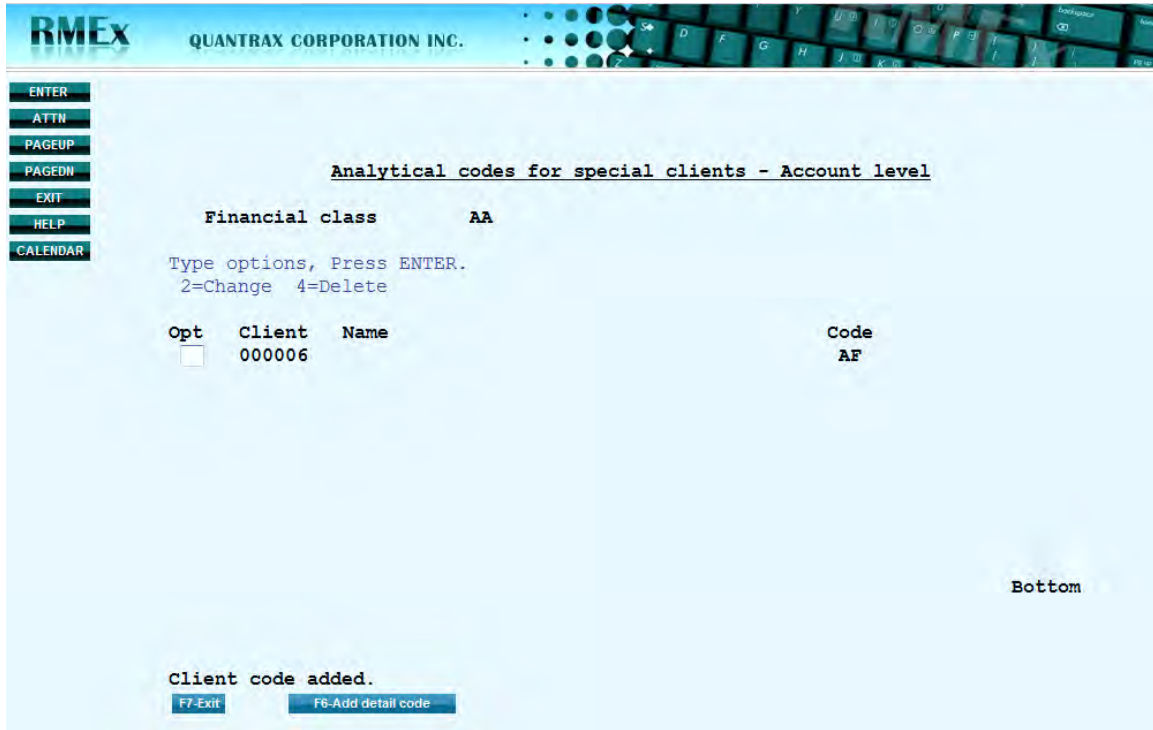 RMEx QUANTRAX CORPORATION INC.
ENTER
ATTN
PAGEUP
PAGEDN
EXIT
HELP
CALENDAR
Analytical codes for special clients - Account level
Financial class AA
Type options, Press ENTER.
2=Change 4=Delete
Opt Client Name Code
000006 AF
Bottom
Client code added.
F7-Exit F6-Add detail code